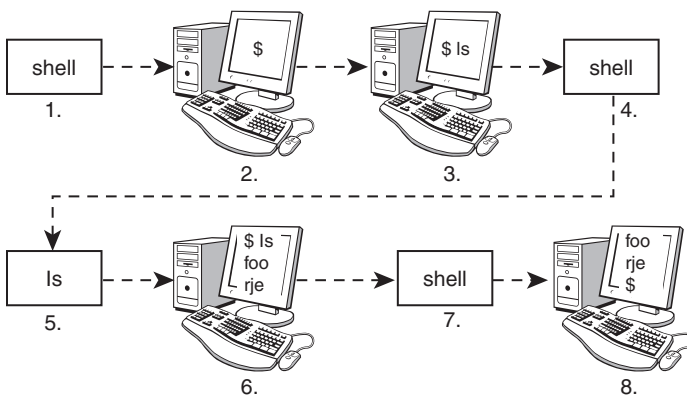 shell
1.
$
2.
$ ls
3.
shell
4.
ls
5.
$ ls
foo
rje
6.
shell
7.
foo
rje
$
8.